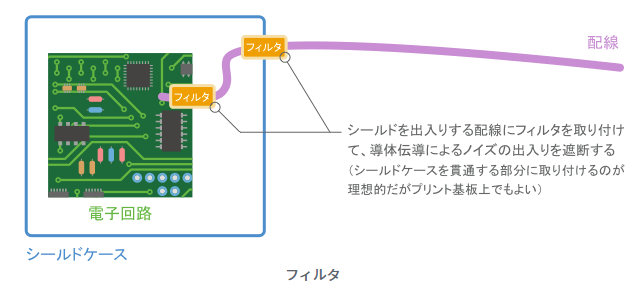 フィルタ
配線
フィルタ
シールドを出入りする配線にフィルタを取り付け
て、導体伝導によるノイズの出入りを遮断する
（シールドケースを貫通する部分に取り付けるのが
理想的だがプリント基板上でもよい）
電子回路
シールドケース
フィルタ